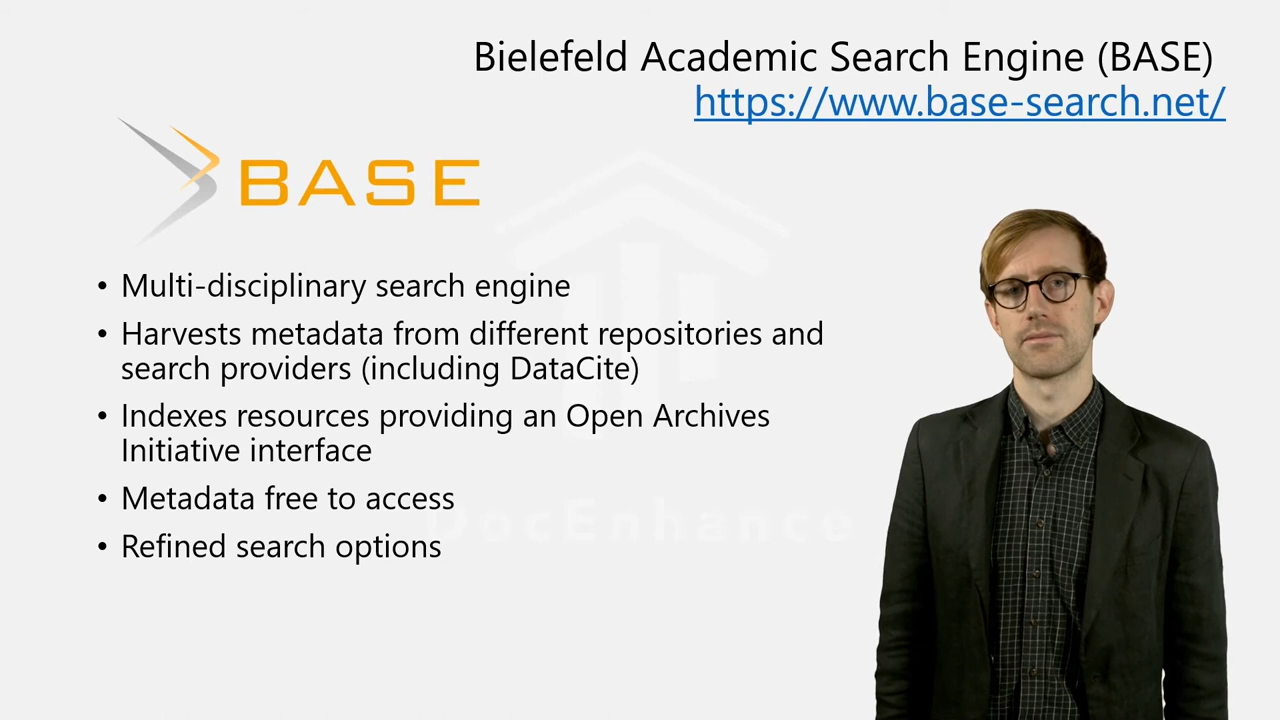 Bielefeld Academic Search Engine (BASE)
https://www.base-search.net/
BASE
• Multi-disciplinary search engine
• Harvests metadata from different repositories and
search providers (including DataCite)
• Indexes resources providing an Open Archives
Initiative interface
• Metadata free to access
• Refined search options
DocEnhance